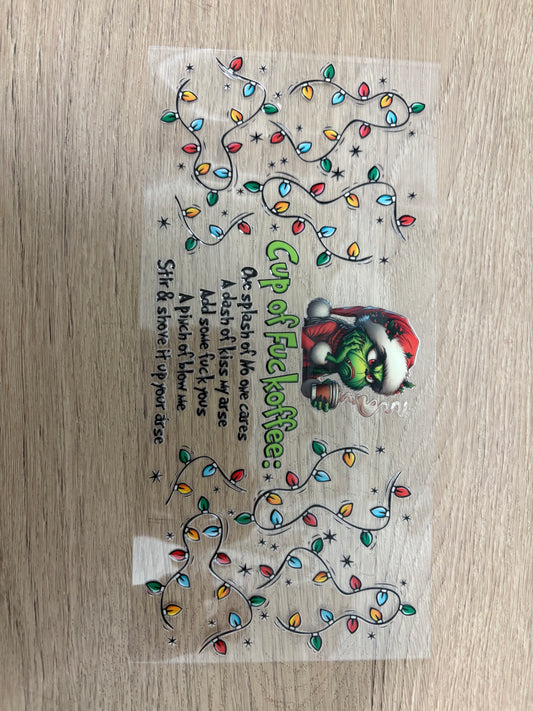 Cup of Fuckoffee:
One splash of No one cares
A dash of kiss my arse
Add some fuck yous
A pinch of blow me
Stir & shove it up your arse